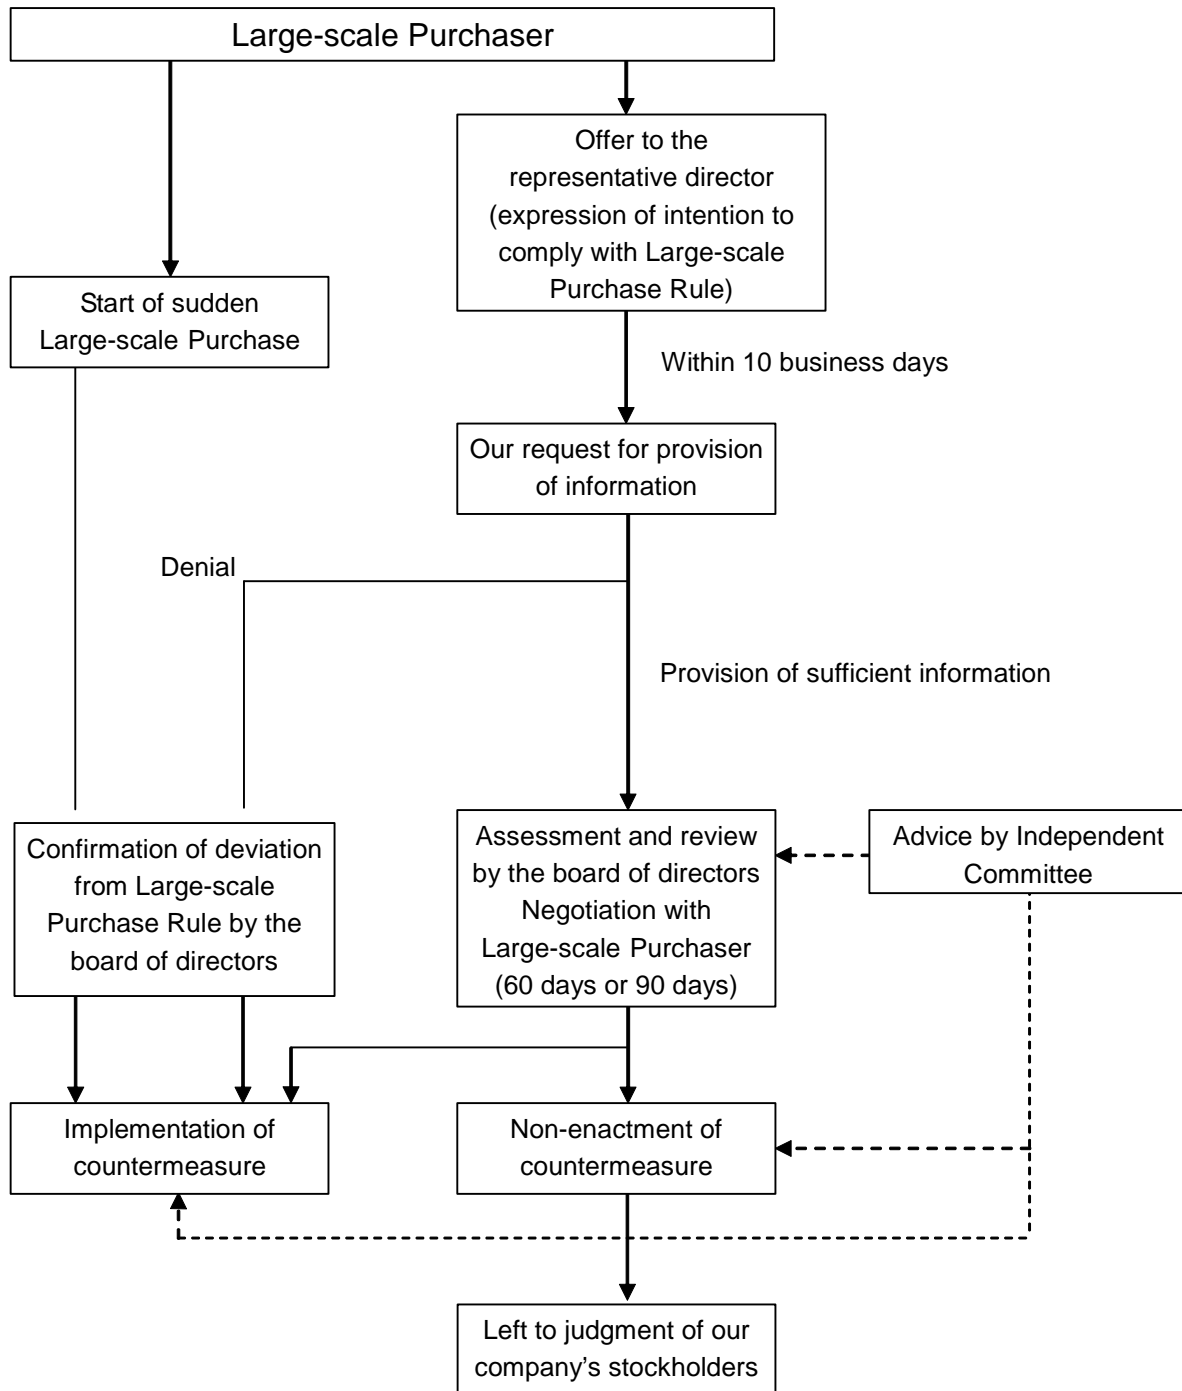 Large-scale Purchaser
Offer to the
representative director
(expression of intention to
comply with Large-scale
Purchase Rule)
Start of sudden
Large-scale Purchase
Within 10 business days
Our request for provision
of information
Denial
Provision of sufficient information
Confirmation of deviation
from Large-scale
Purchase Rule by the
board of directors
Assessment and review
by the board of directors
Negotiation with
Large-scale Purchaser
(60 days or 90 days)
Advice by Independent
Committee
Implementation of
countermeasure
Non-enactment of
countermeasure
Left to judgment of our
company’s stockholders